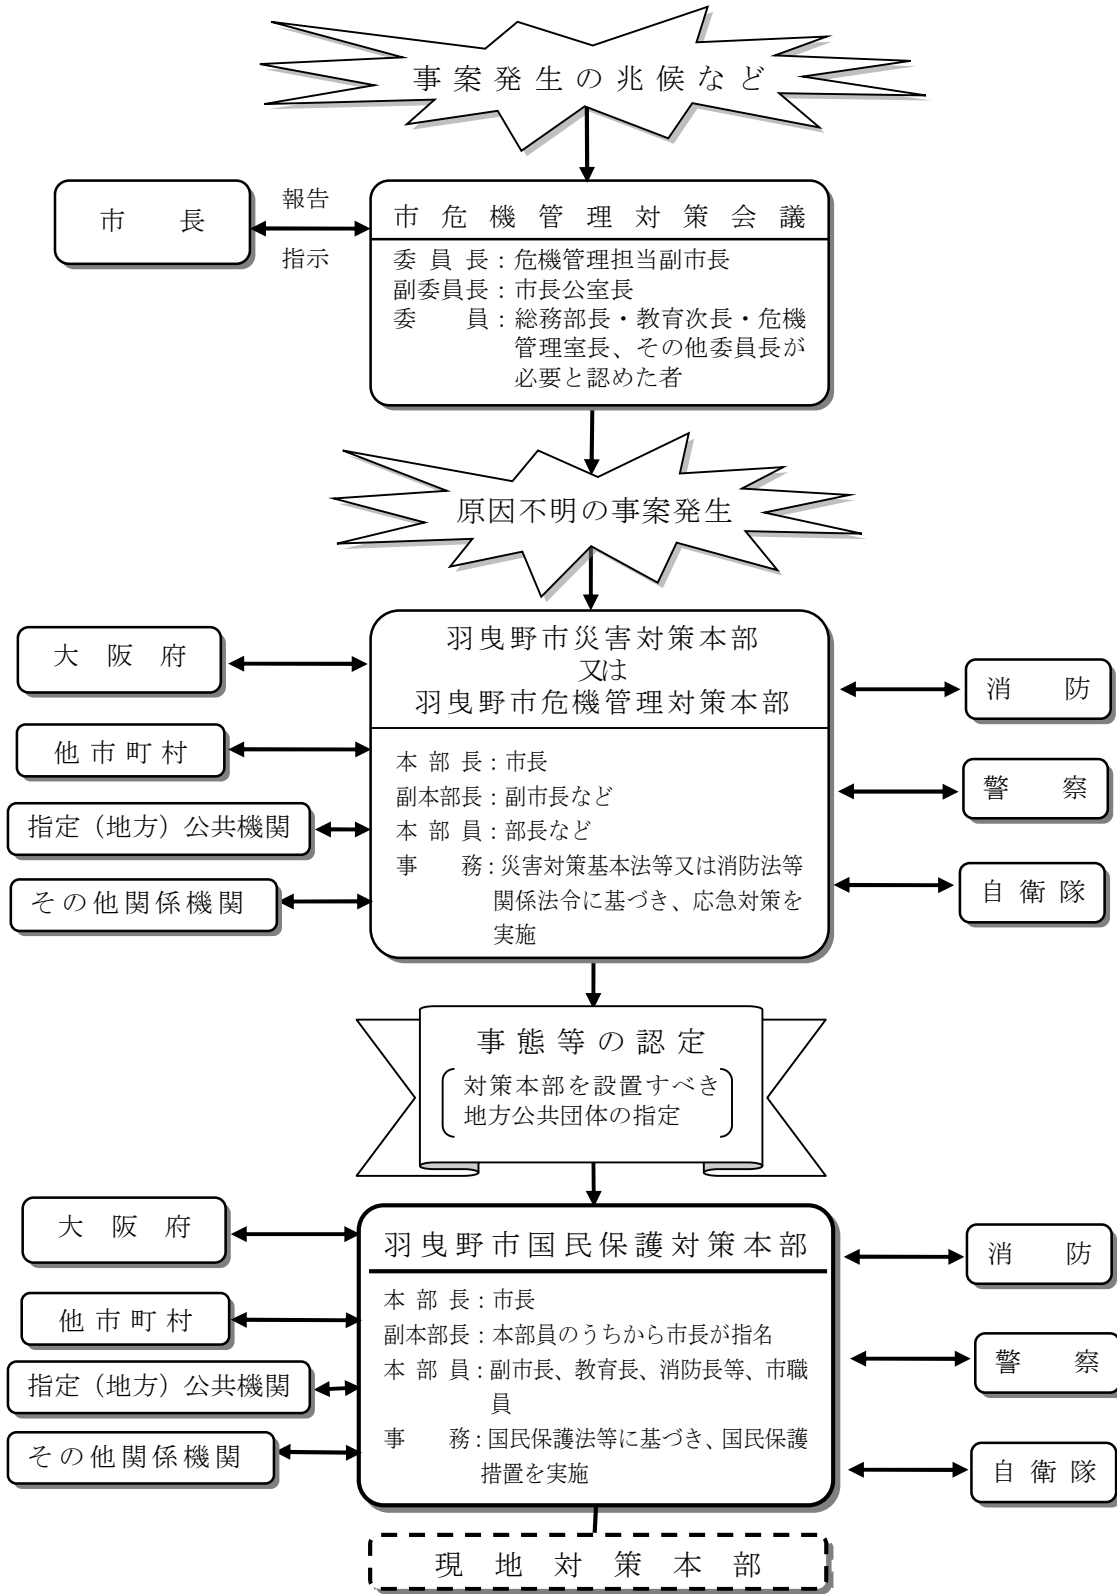 事案発生の兆候など
市長
報告
指示
市危機管理対策会議
委員長：危機管理担当副市長
副委員長：市長公室長
委員：総務部長・教育次長・危機
管理室長、その他委員長が
必要と認めた者
原因不明の事案発生
羽曳野市災害対策本部
又は
羽曳野市危機管理対策本部
本部長：市長
副本部長：副市長など
本部員：部長など
事務：災害対策基本法等又は消防法等
関係法令に基づき、応急対策を
実施
大阪府
他市町村
指定（地方）公共機関
その他関係機関
消防
警察
自衛隊
事態等の認定
対策本部を設置すべき
地方公共団体の指定
羽曳野市国民保護対策本部
本部長：市長
副本部長：本部員のうちから市長が指名
本部員：副市長、教育長、消防長等、市職
員
事務：国民保護法等に基づき、国民保護
措置を実施
大阪府
他市町村
指定（地方）公共機関
その他関係機関
消防
警察
自衛隊
現地対策本部